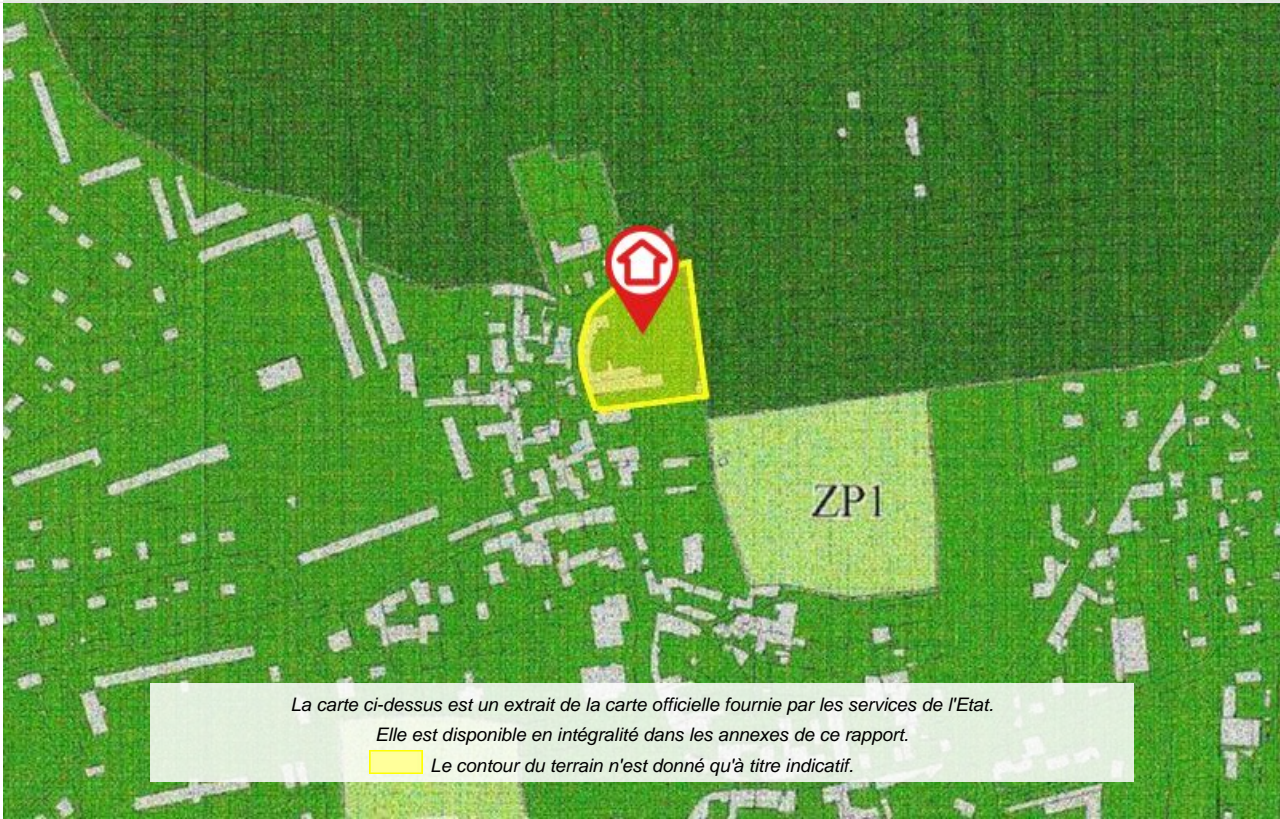 ZP1
La carte ci-dessus est un extrait de la carte officielle fournie par les services de l'Etat.
Elle est disponible en intégralité dans les annexes de ce rapport.
Le contour du terrain n'est donné qu'à titre indicatif.